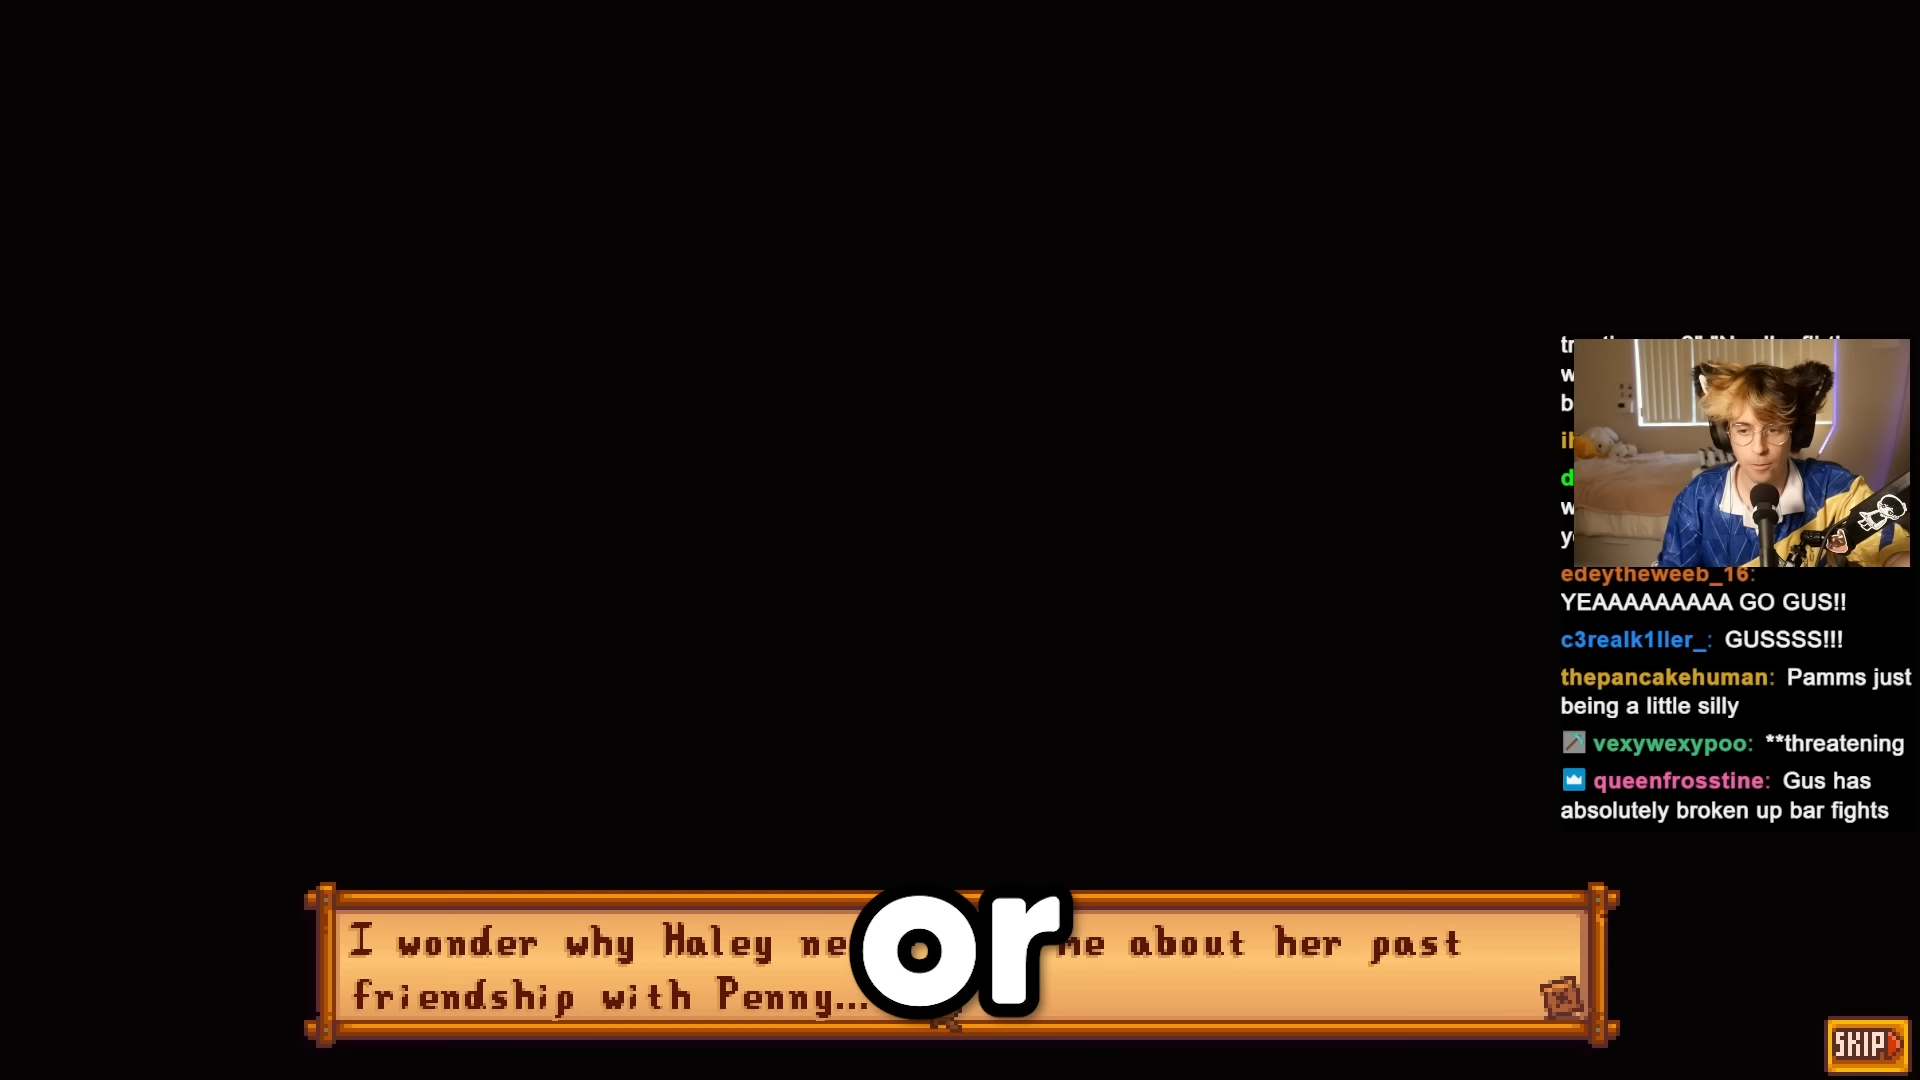 edeytheweeb_16:
YEAAAAAAAAA GO GUS!!
c3realk1ller_: GUSSSS!!!
thepancakehuman: Pamms just
being a little silly
vexywexypoo: **threatening
queenfrosstine: Gus has
absolutely broken up bar fights
I wonder why Haley ne or me about her past
friendship with Penny...
SKIP